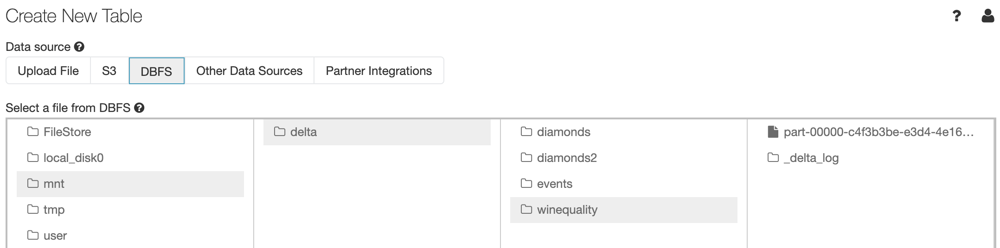 Create New Table
Data source
Upload File S3 DBFS Other Data Sources Partner Integrations
Select a file from DBFS
FileStore delta diamonds part-00000-c4f3b3be-e3d4-4e16...
local_disk0 diamonds2 _delta_log
mnt events
tmp winequality
user